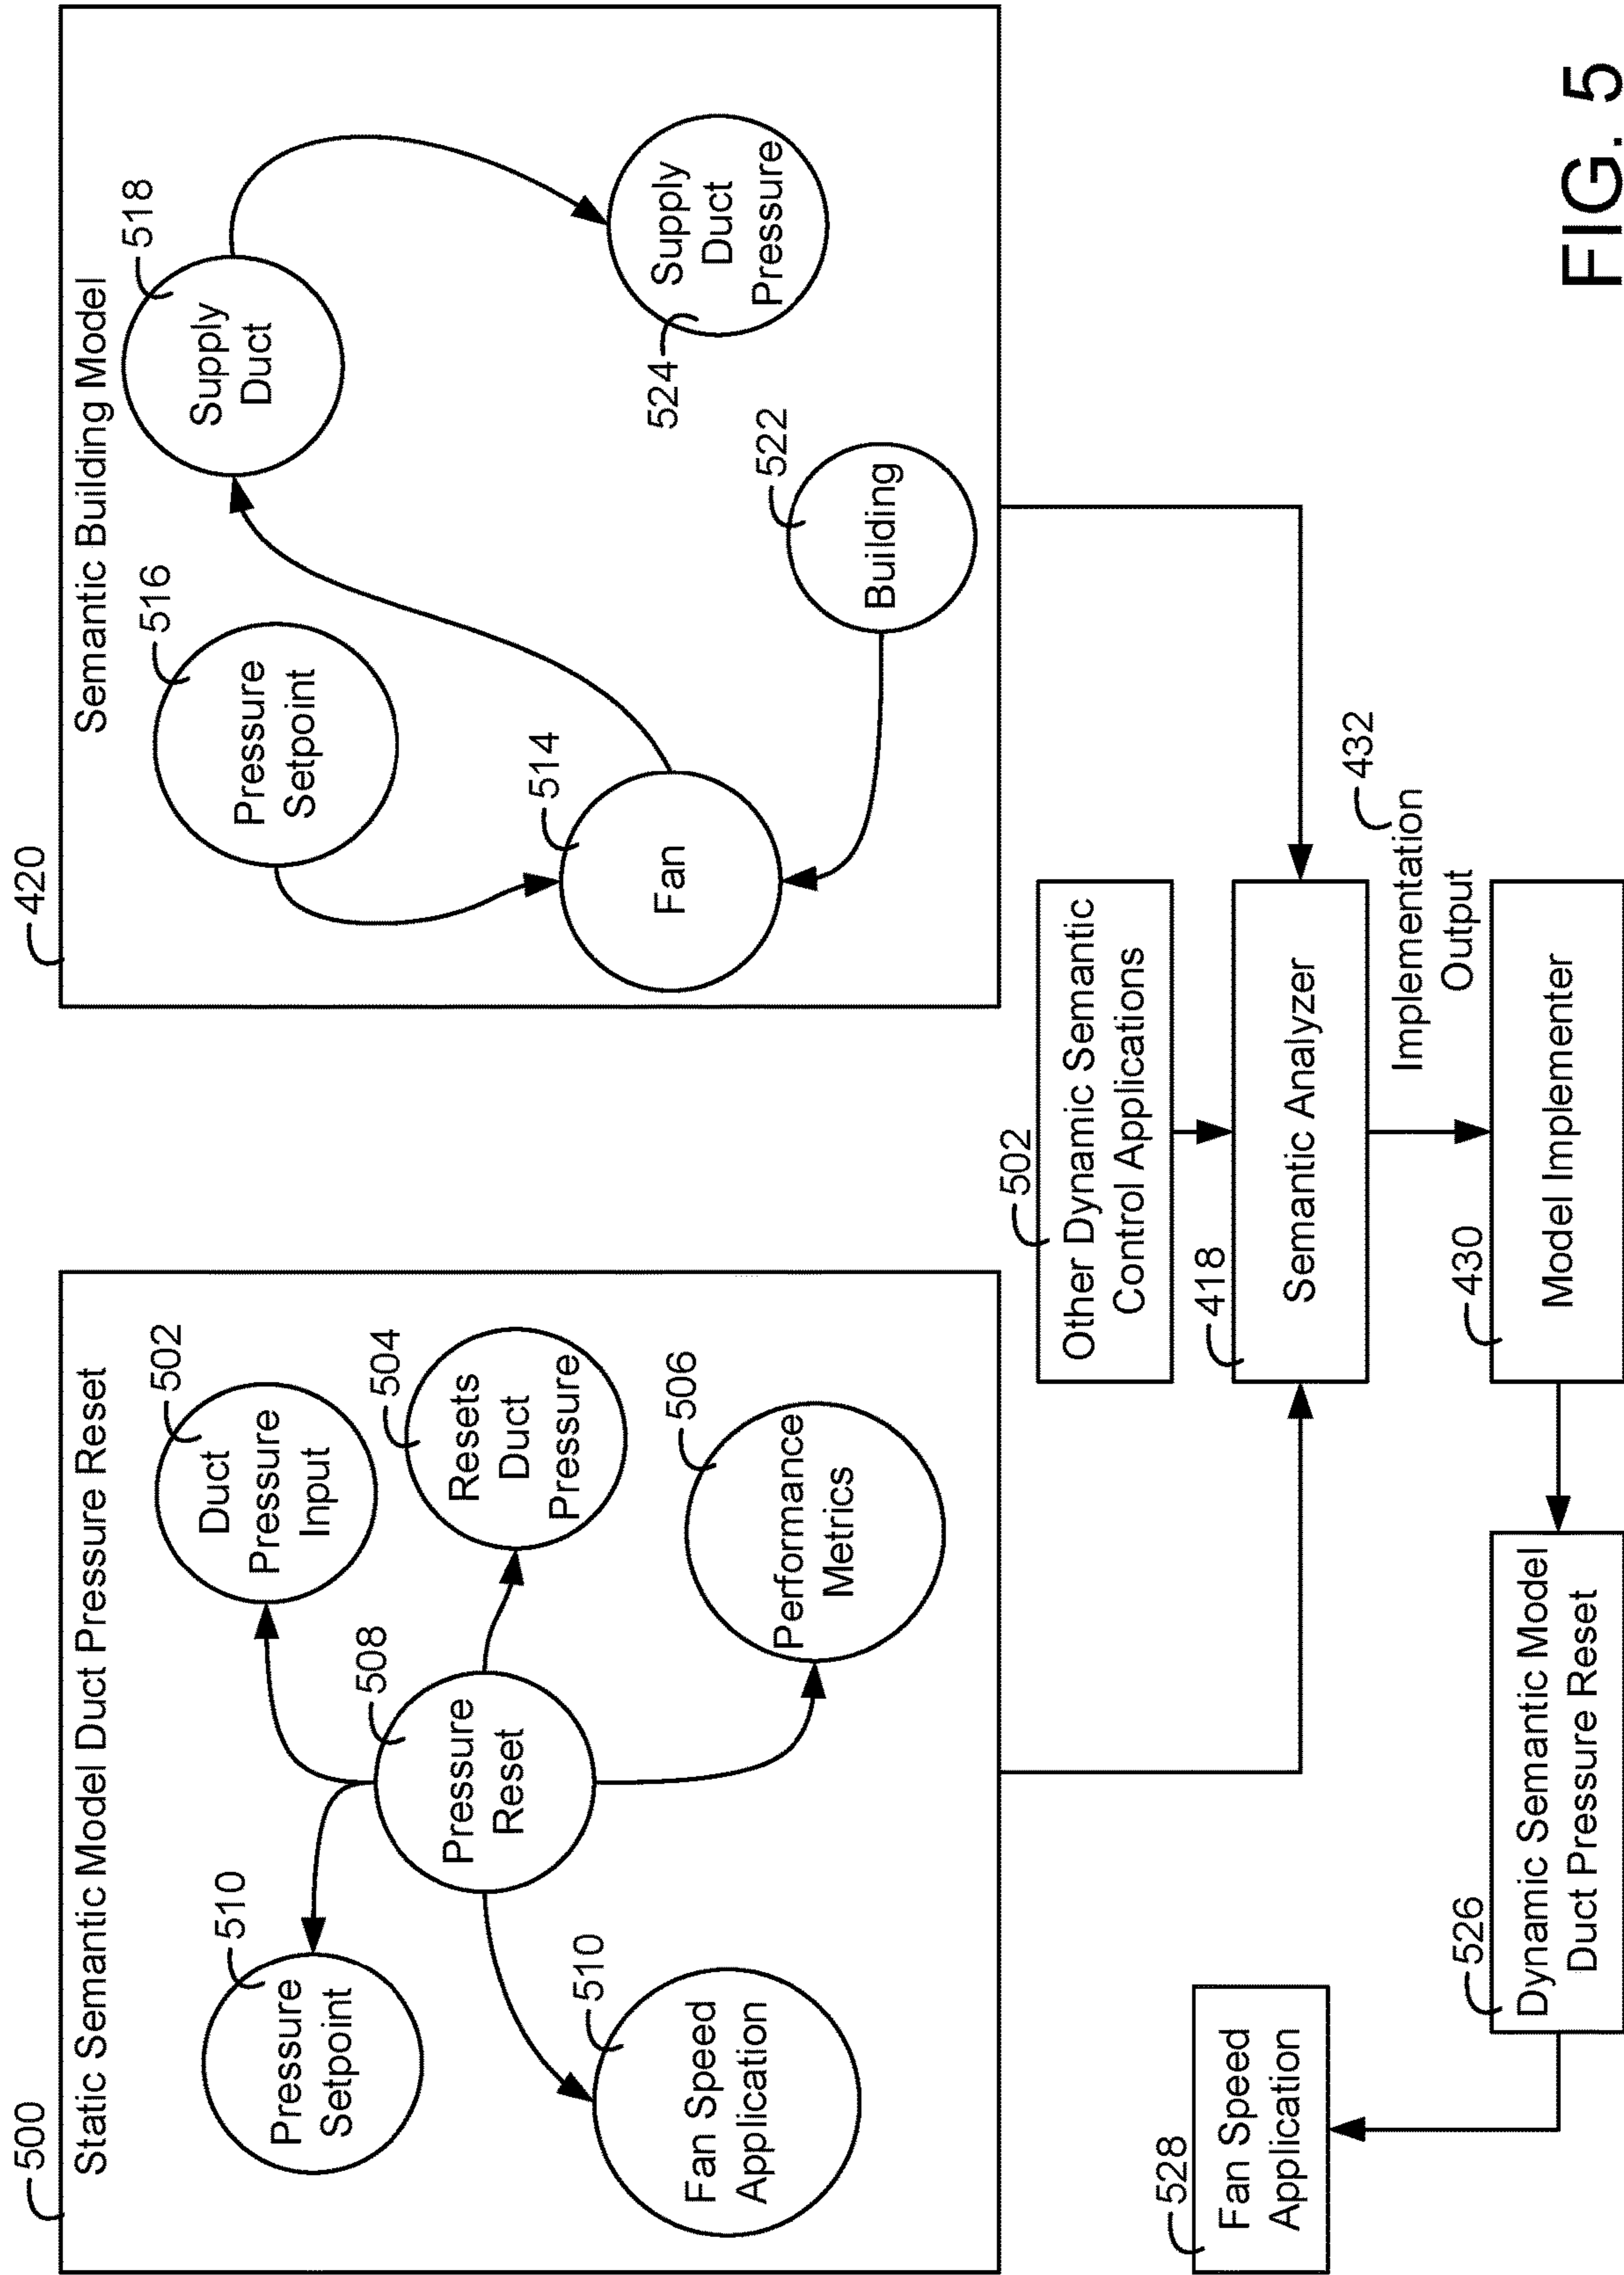 500
Static Semantic Model Duct Pressure Reset
510
Pressure
Setpoint
502
Duct
Pressure
Input
508
Pressure
Reset
504
Resets
Duct
Pressure
510
Fan Speed
Application
506
Performance
Metrics
420
Semantic Building Model
516
Pressure
Setpoint
518
Supply
Duct
514
Fan
524
Supply
Duct
Pressure
522
Building
502
Other Dynamic Semantic
Control Applications
418
Semantic Analyzer
432
Implementation
Output
430
Model Implementer
526
Dynamic Semantic Model
Duct Pressure Reset
528
Fan Speed
Application
FIG. 5